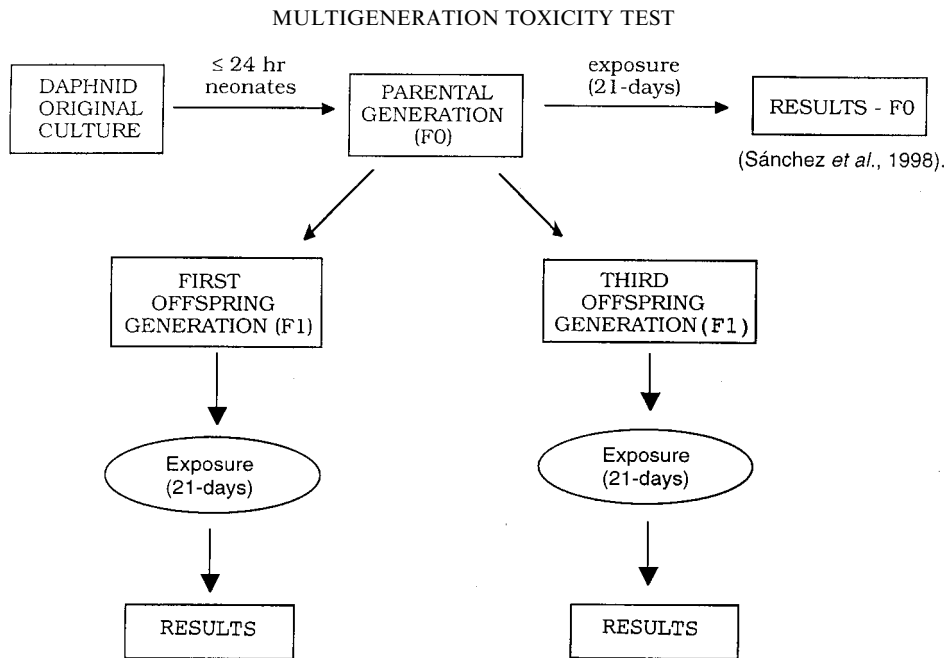 MULTIGENERATION TOXICITY TEST
DAPHNID
ORIGINAL
CULTURE
≤ 24 hr
neonates
PARENTAL
GENERATION
(F0)
exposure
(21-days)
RESULTS - F0
(Sánchez et al., 1998).
FIRST
OFFSPRING
GENERATION (F1)
THIRD
OFFSPRING
GENERATION (F1)
Exposure
(21-days)
Exposure
(21-days)
RESULTS
RESULTS